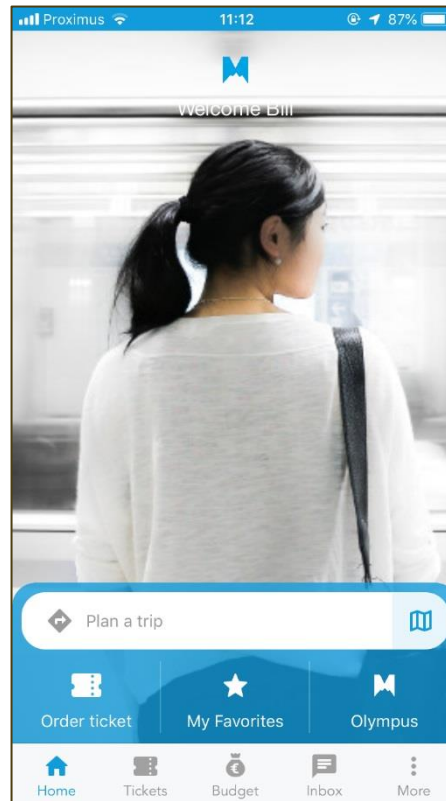 Proximus 11:12 87%
Welcome Bill
Plan a trip
Order ticket My Favorites Olympus
Home Tickets Budget Inbox More